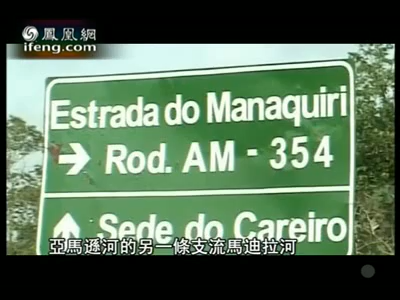 鳳凰網
ifeng.com
Estrada do Manaquiri
→ Rod. AM - 354
↑ Sede do Careiro
亞馬遜河的另一條支流馬迪拉河